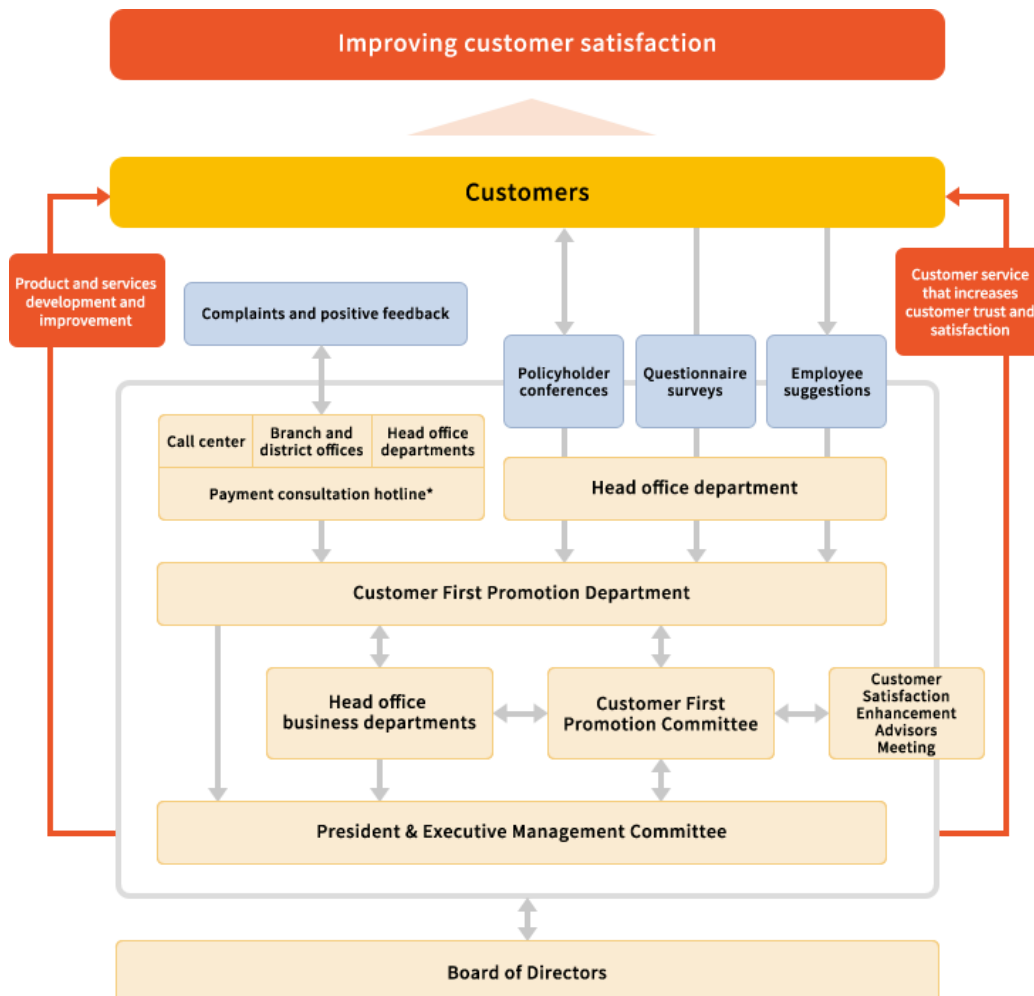 Improving customer satisfaction
Customers
Product and services
development and
improvement
Customer service
that increases
customer trust and
satisfaction
Complaints and positive feedback
Policyholder
conferences
Questionnaire
surveys
Employee
suggestions
Call center
Branch and
district offices
Head office
departments
Payment consultation hotline*
Head office department
Customer First Promotion Department
Head office
business departments
Customer First
Promotion Committee
Customer
Satisfaction
Enhancement
Advisors
Meeting
President & Executive Management Committee
Board of Directors